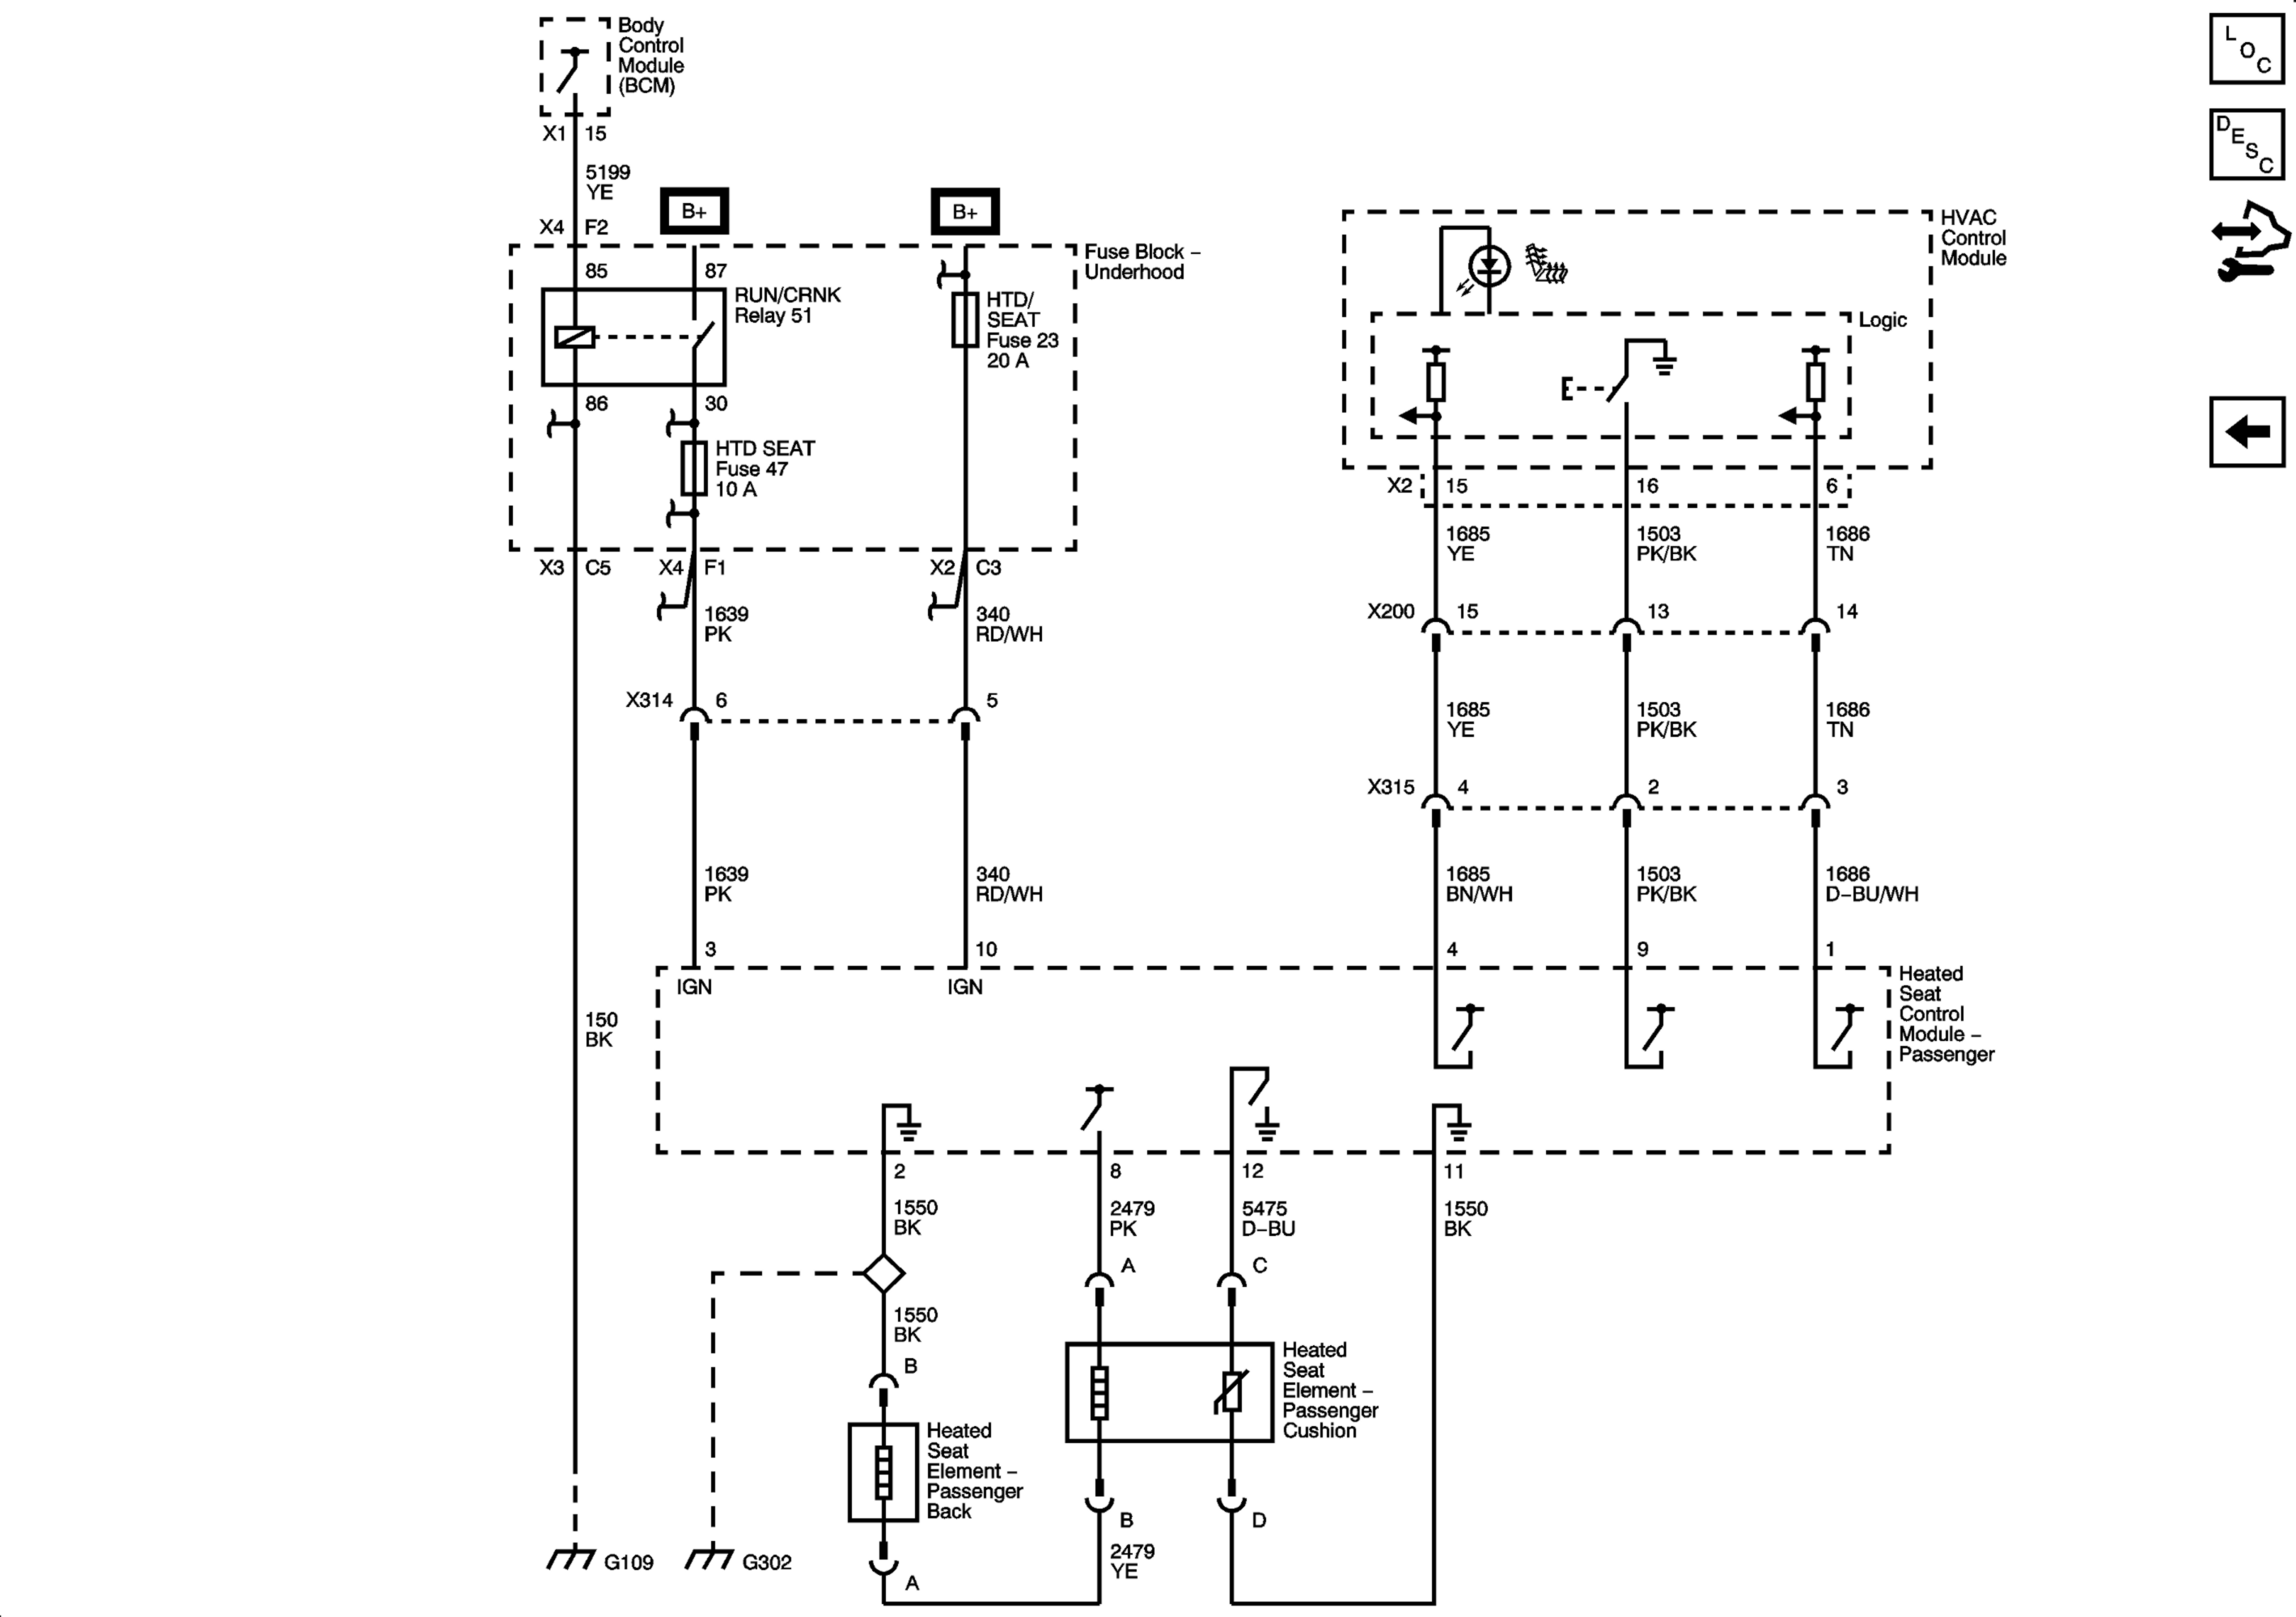 Body
Control
Module
(BCM)
X1 15
5199
YE
X4 F2
B+
B+
85
87
Fuse Block –
Underhood
RUN/CRNK
Relay 51
HTD/
SEAT
Fuse 23
20 A
86
30
HTD SEAT
Fuse 47
10 A
X3 C5
X4 F1
X2 C3
1639
PK
340
RD/WH
X314 6
5
1639
PK
340
RD/WH
3
10
IGN
IGN
150
BK
HVAC
Control
Module
Logic
X2 15
16
6
1685
YE
1503
PK/BK
1686
TN
X200 15
13
14
1685
YE
1503
PK/BK
1686
TN
X315 4
2
3
1685
BN/WH
1503
PK/BK
1686
D–BU/WH
4
9
1
Heated
Seat
Control
Module –
Passenger
2
8
12
11
1550
BK
2479
PK
5475
D–BU
1550
BK
A
C
1550
BK
B
Heated
Seat
Element –
Passenger
Cushion
Heated
Seat
Element –
Passenger
Back
B
D
2479
YE
A
G109
G302
LOC
DESC